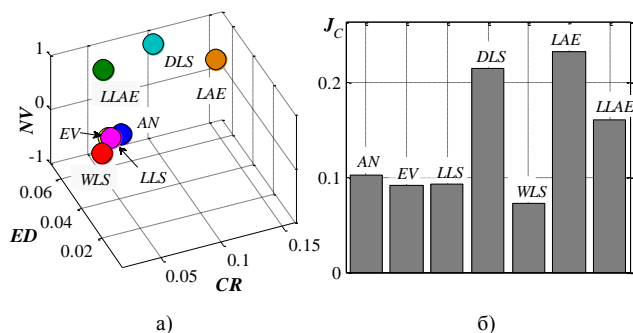 1
0
-1
NV
0.06
0.04
0.02
ED
0.05
0.1
0.15
CR
DLS
LLAE
LAE
EV
AN
WLS
LLS
а)
J_C
0.2
0.1
0
AN
EV
LLS
DLS
WLS
LAE
LLAE
б)